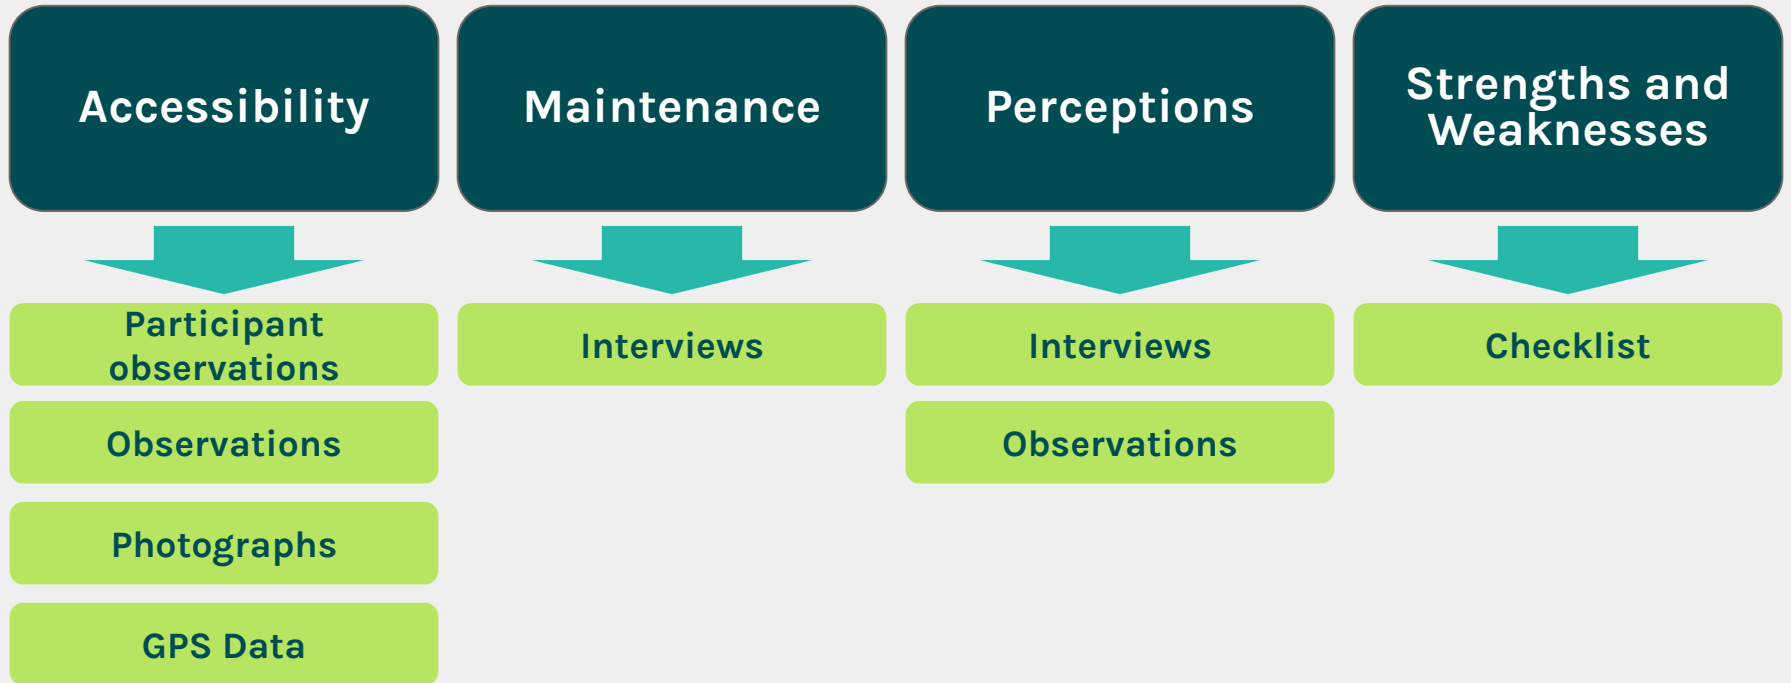 Accessibility
Maintenance
Perceptions
Strengths and
Weaknesses
Participant
observations
Interviews
Interviews
Checklist
Observations
Observations
Photographs
GPS Data